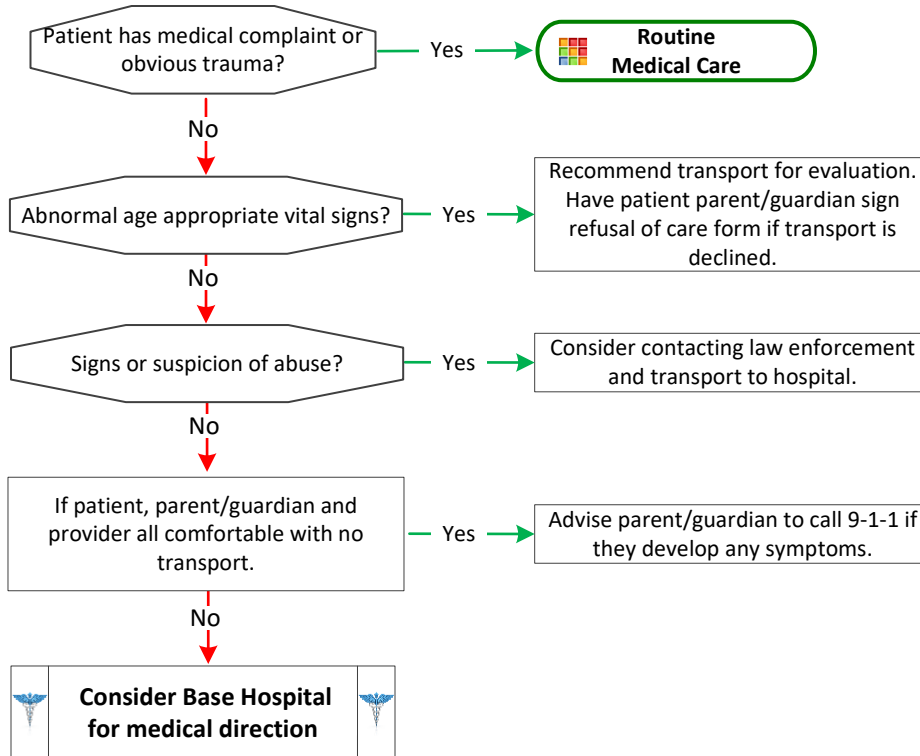 Patient has medical complaint or
obvious trauma?
Yes
Routine
Medical Care
No
Abnormal age appropriate vital signs?
Yes
Recommend transport for evaluation.
Have patient parent/guardian sign
refusal of care form if transport is
declined.
No
Signs or suspicion of abuse?
Yes
Consider contacting law enforcement
and transport to hospital.
No
If patient, parent/guardian and
provider all comfortable with no
transport.
Yes
Advise parent/guardian to call 9-1-1 if
they develop any symptoms.
No
Consider Base Hospital
for medical direction